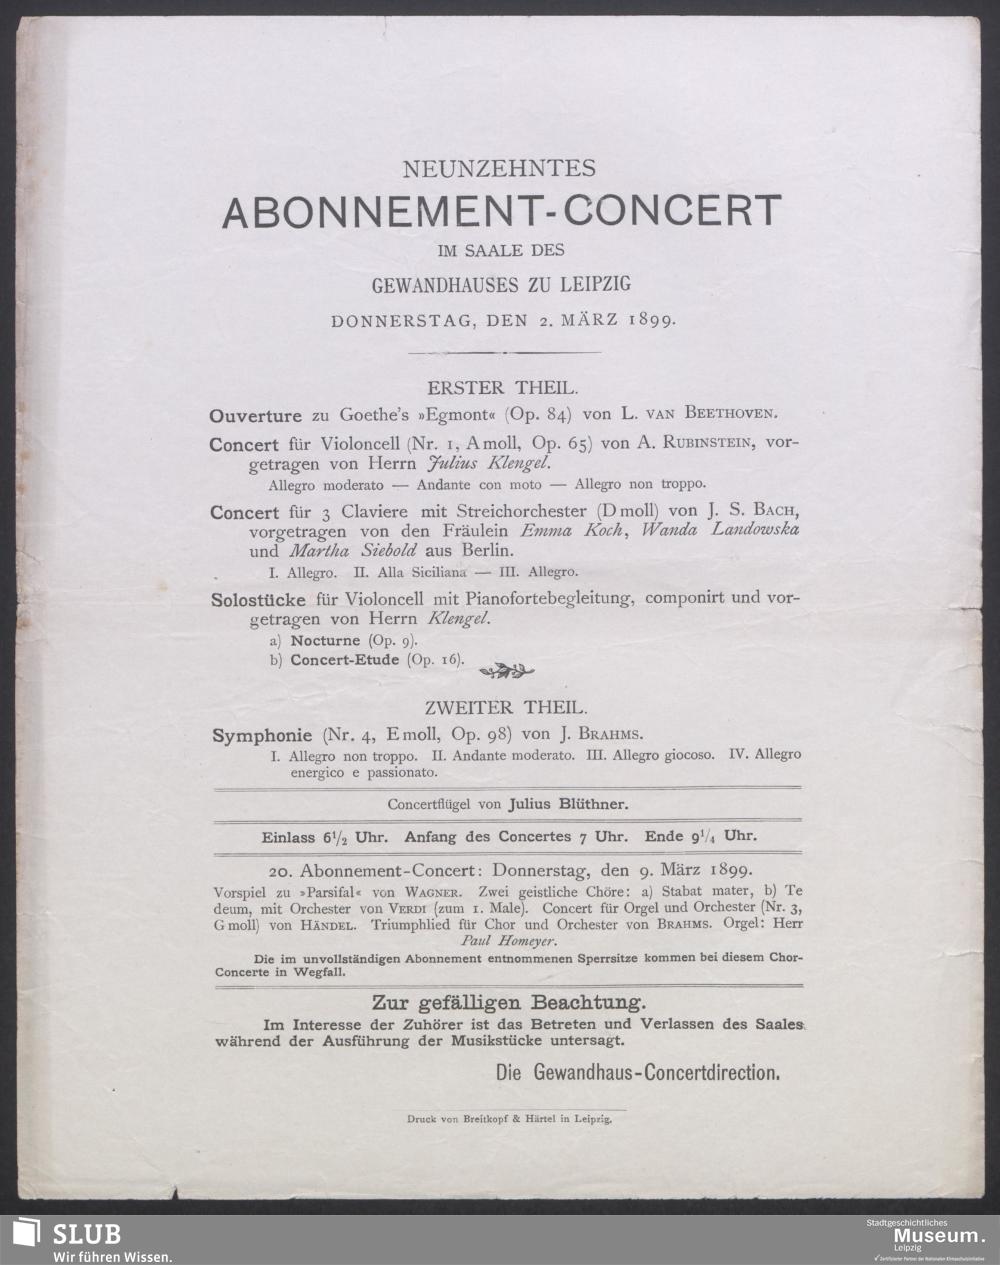 NEUNZEHNTES
ABONNEMENT-CONCERT
IM SAALE DES
GEWANDHAUSES ZU LEIPZIG
DONNERSTAG, DEN 2. MÄRZ 1899.
ERSTER THEIL.
Ouverture zu Goethe's »Egmont« (Op. 84) von L. VAN BEETHOVEN.
Concert für Violoncell (Nr. 1, A moll, Op. 65) von A. RUBINSTEIN, vor-
getragen von Herrn Julius Klengel.
Allegro moderato — Andante con moto — Allegro non troppo.
Concert für 3 Claviere mit Streichorchester (D moll) von J. S. BACH,
vorgetragen von den Fräulein Emma Koch, Wanda Landowska
und Martha Siebold aus Berlin.
I. Allegro. II. Alla Siciliana — III. Allegro.
Solostücke für Violoncell mit Pianofortebegleitung, componirt und vor-
getragen von Herrn Klengel.
a) Nocturne (Op. 9).
b) Concert-Etude (Op. 16).
ZWEITER THEIL.
Symphonie (Nr. 4, E moll, Op. 98) von J. BRAHMS.
I. Allegro non troppo. II. Andante moderato. III. Allegro giocoso. IV. Allegro
energico e passionato.
Concertflügel von Julius Blüthner.
Einlass 6½ Uhr. Anfang des Concertes 7 Uhr. Ende 9¼ Uhr.
20. Abonnement-Concert: Donnerstag, den 9. März 1899.
Vorspiel zu »Parsifal« von WAGNER. Zwei geistliche Chöre: a) Stabat mater, b) Te
deum, mit Orchester von VERDI (zum 1. Male). Concert für Orgel und Orchester (Nr. 3,
G moll) von HÄNDEL. Triumphlied für Chor und Orchester von BRAHMS. Orgel: Herr
Paul Homeyer.
Die im unvollständigen Abonnement entnommenen Sperrsitze kommen bei diesem Chor-
Concerte in Wegfall.
Zur gefälligen Beachtung.
Im Interesse der Zuhörer ist das Betreten und Verlassen des Saales
während der Ausführung der Musikstücke untersagt.
Die Gewandhaus-Concertdirection.
Druck von Breitkopf & Härtel in Leipzig.
SLUB
Wir führen Wissen.
Stadtgeschichtliches
Museum.
Leipzig
Zertifizierter Partner der Nationalen Klimaschutzinitiative